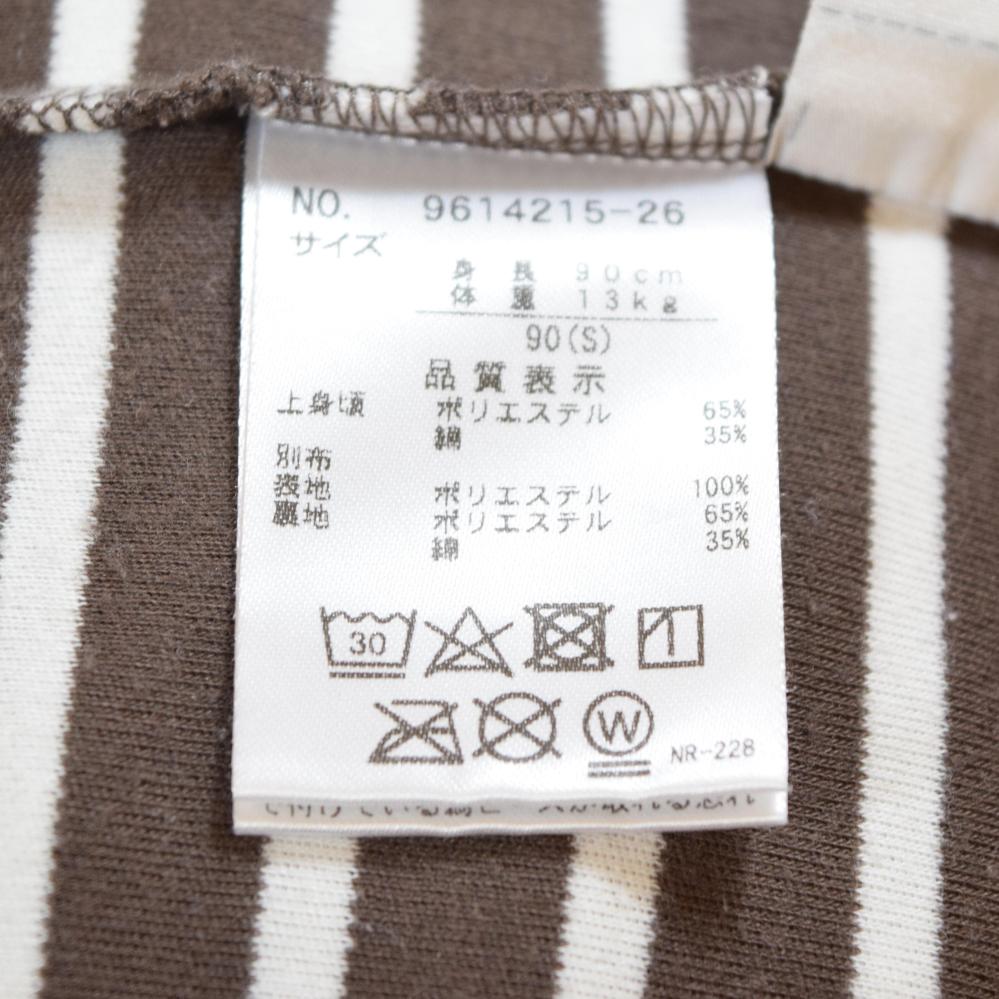 NO. 9614215-26
サイズ
身長 90cm
体重 13kg
90(S)
品質表示
上身頃 ポリエステル 65%
綿 35%
別布
表地 ポリエステル 100%
裏地 ポリエステル 65%
綿 35%
30
W
NR-228